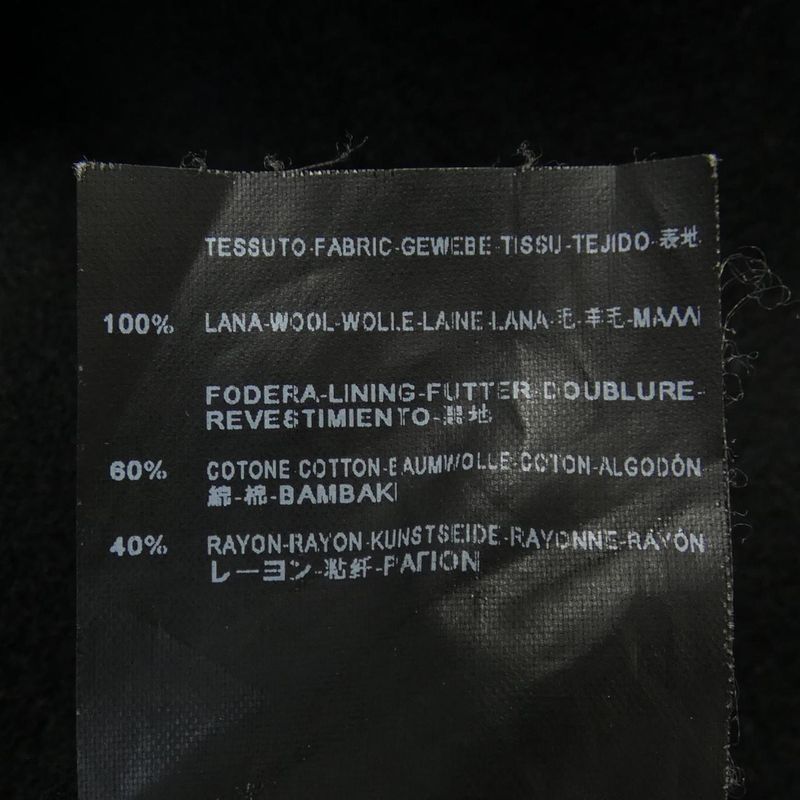 TESSUTO-FABRIC-GEWEBE-TISSU-TEJIDO-表地
100% LANA-WOOL-WOLLE-LAINE-LANA-毛-羊毛-ΜΑΛΛΙ
FODERA-LINING-FUTTER-DOUBLURE-
REVESTIMIENTO-裏地
60% COTONE-COTTON-BAUMWOLLE-COTON-ALGODÓN
綿-棉-BAMBAKI
40% RAYON-RAYON-KUNSTSEIDE-RAYONNE-RAYÓN
レーヨン-粘纤-ΡΑΓΙΟΝ